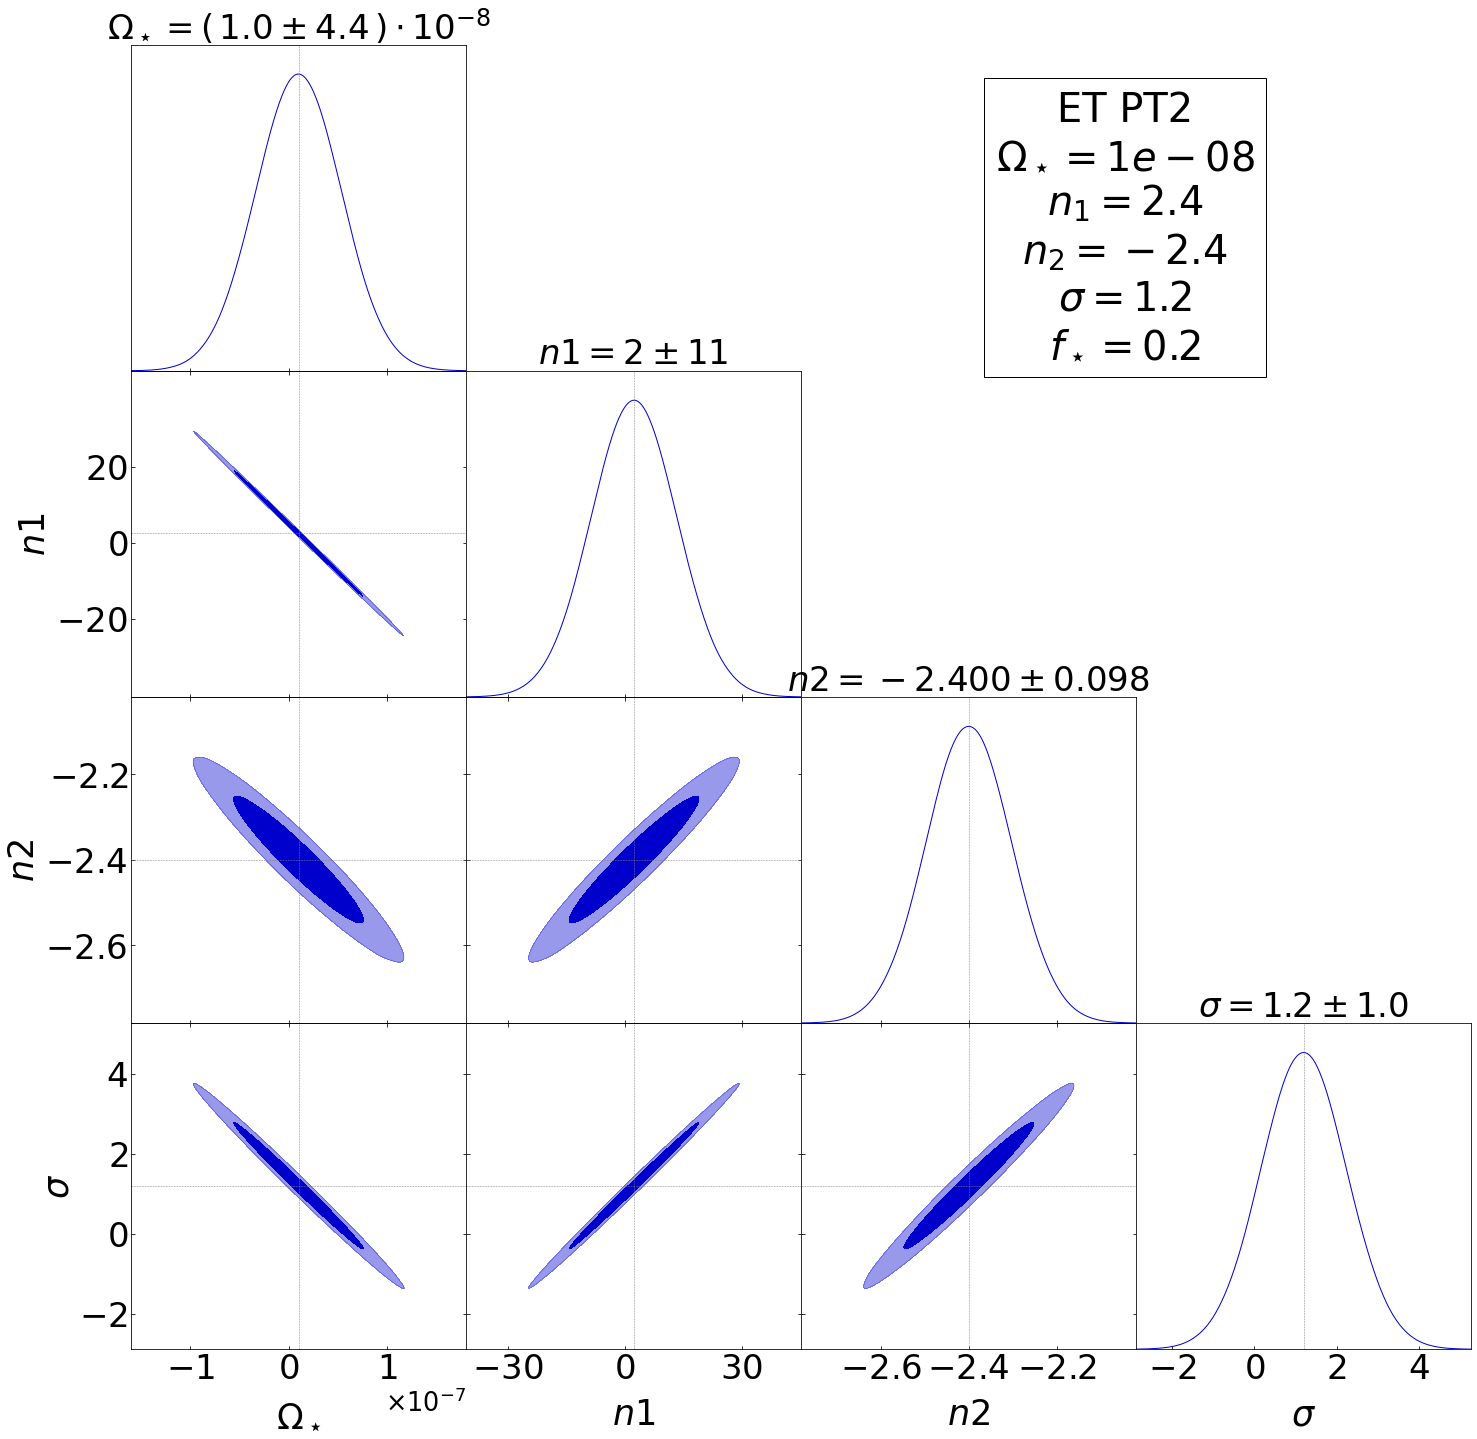 Ω⋆ = ( 1.0 ± 4.4 ) · 10⁻⁸
ET PT2
Ω⋆ = 1e − 08
n₁ = 2.4
n₂ = −2.4
σ = 1.2
f⋆ = 0.2
n1 = 2 ± 11
20
0
−20
n1
n2 = −2.400 ± 0.098
−2.2
−2.4
−2.6
n2
σ = 1.2 ± 1.0
4
2
0
−2
σ
−1 0 1 −30 0 30 −2.6 −2.4 −2.2 −2 0 2 4
×10⁻⁷
Ω⋆ n1 n2 σ